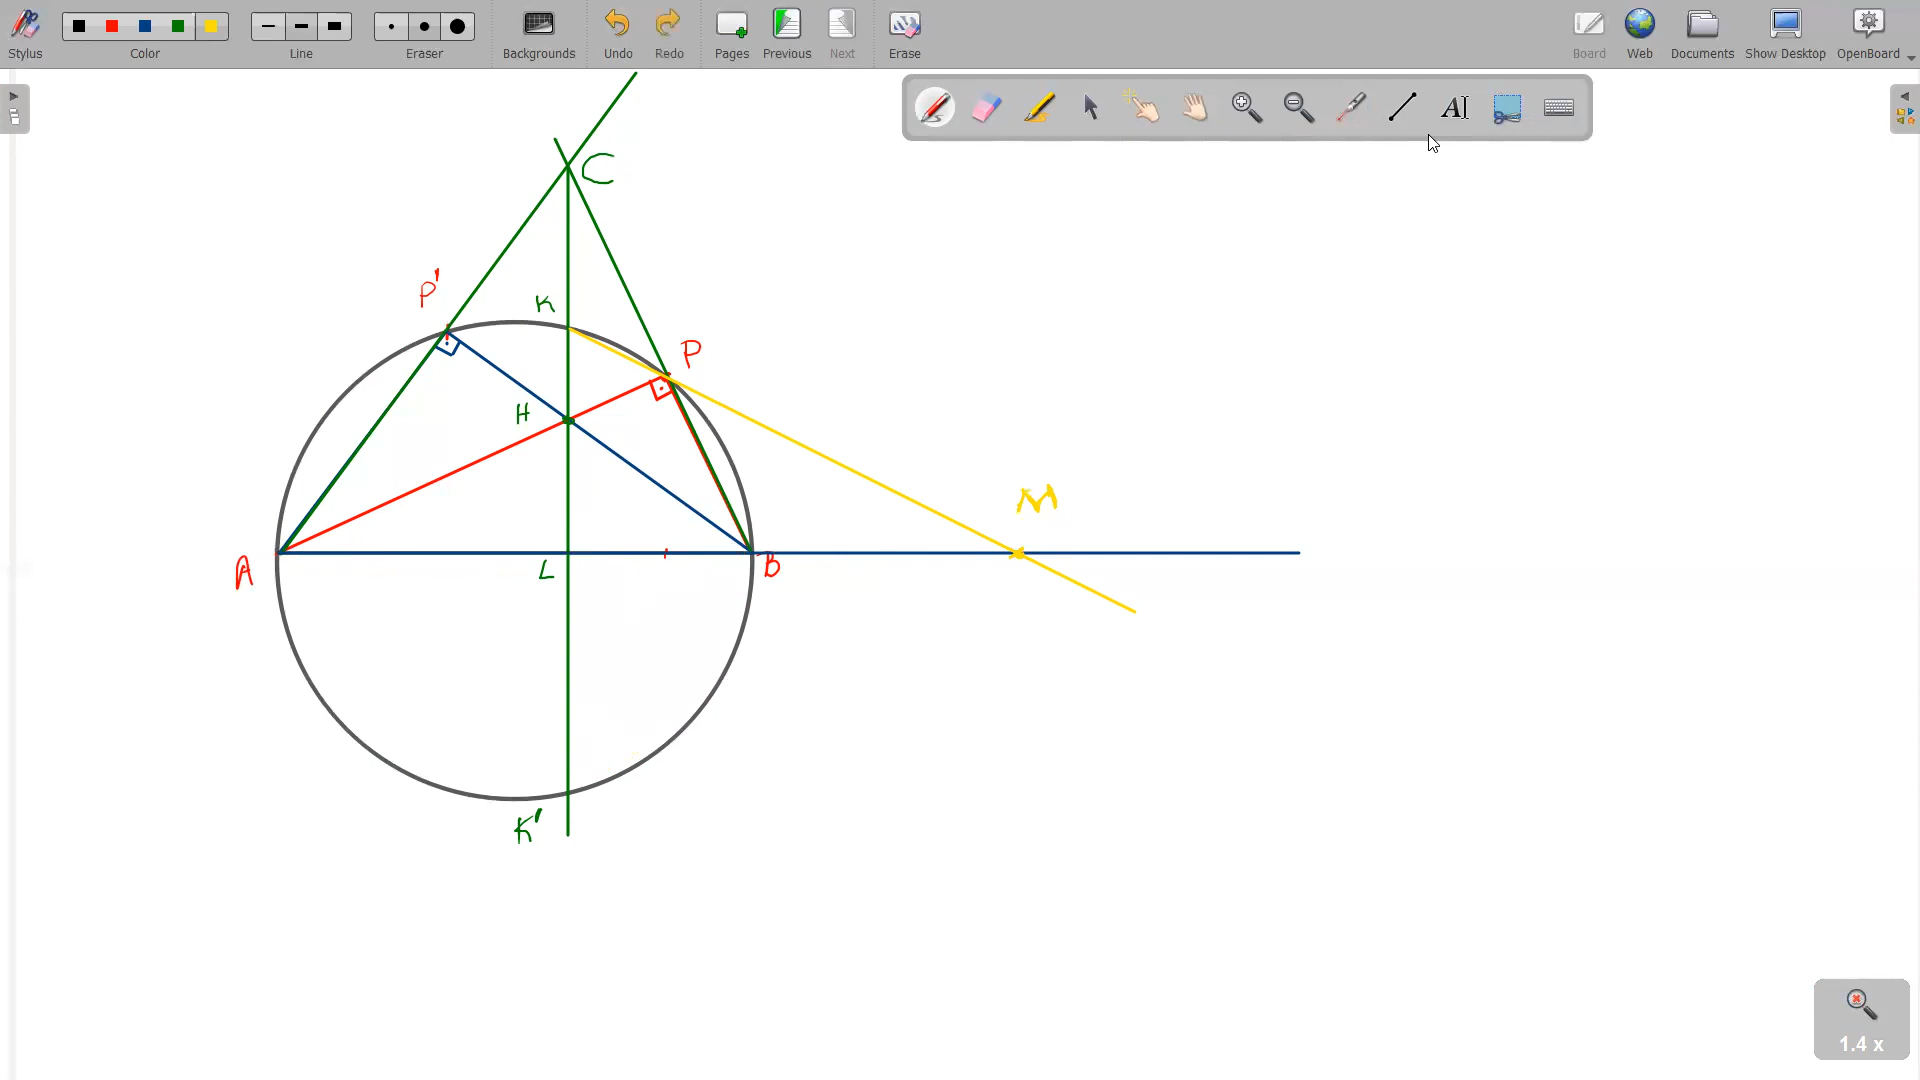 Stylus Color Line Eraser Backgrounds Undo Redo Pages Previous Next Erase Board Web Documents Show Desktop OpenBoard
C
P'
K
P
H
M
A L B
K'
1.4 x